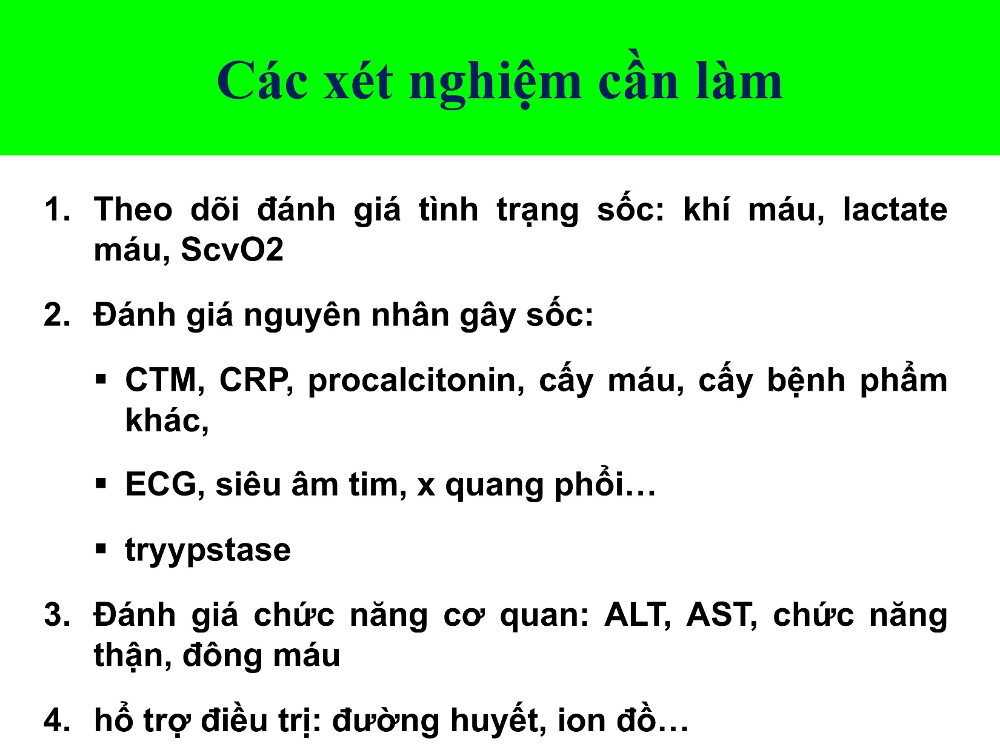 Các xét nghiệm cần làm
1. Theo dõi đánh giá tình trạng sốc: khí máu, lactate
máu, ScvO2
2. Đánh giá nguyên nhân gây sốc:
▪ CTM, CRP, procalcitonin, cấy máu, cấy bệnh phẩm
khác,
▪ ECG, siêu âm tim, x quang phổi…
▪ tryypstase
3. Đánh giá chức năng cơ quan: ALT, AST, chức năng
thận, đông máu
4. hổ trợ điều trị: đường huyết, ion đồ…